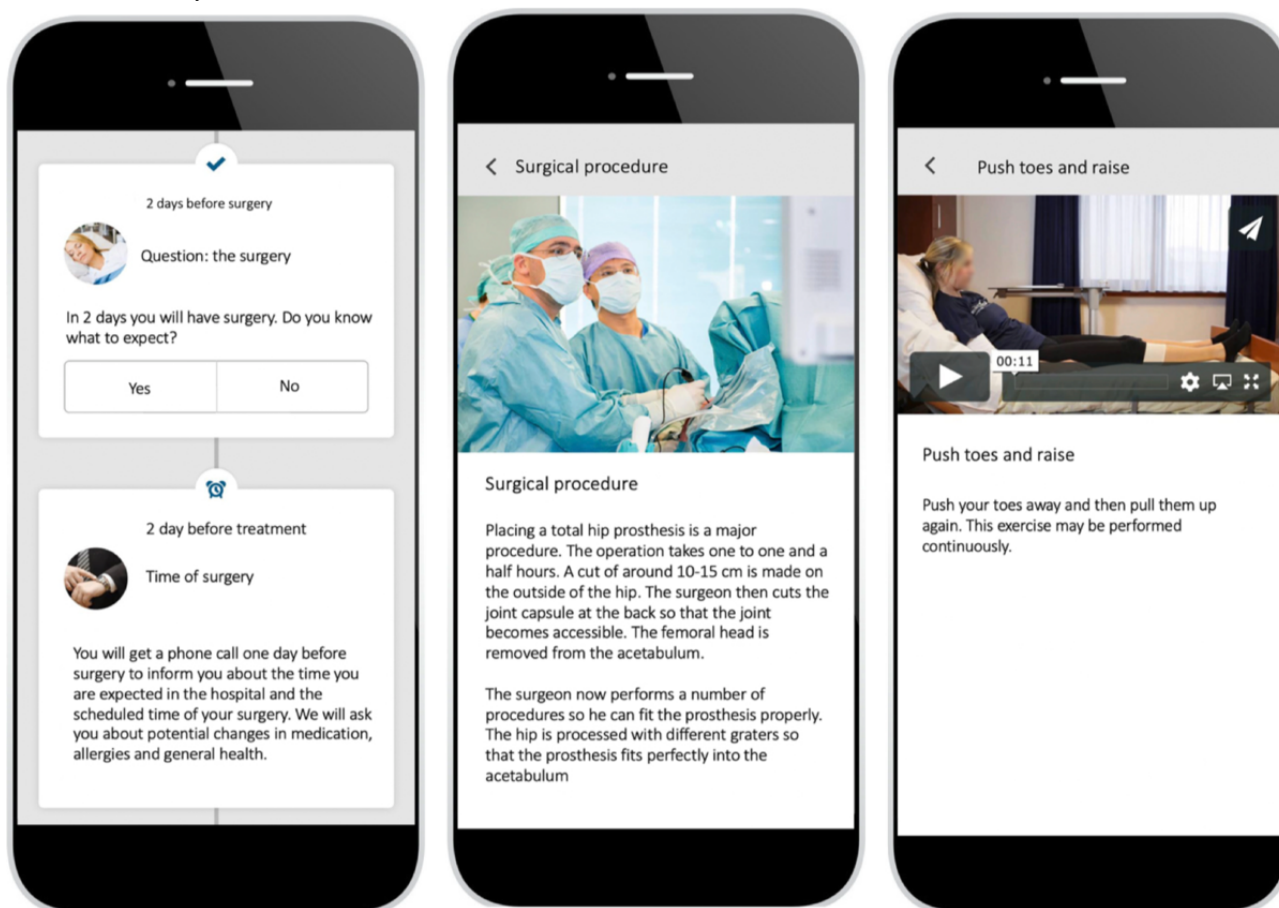 2 days before surgery
Question: the surgery
In 2 days you will have surgery. Do you know
what to expect?
Yes
No
2 day before treatment
Time of surgery
You will get a phone call one day before
surgery to inform you about the time you
are expected in the hospital and the
scheduled time of your surgery. We will ask
you about potential changes in medication,
allergies and general health.
Surgical procedure
Surgical procedure
Placing a total hip prosthesis is a major
procedure. The operation takes one to one and a
half hours. A cut of around 10-15 cm is made on
the outside of the hip. The surgeon then cuts the
joint capsule at the back so that the joint
becomes accessible. The femoral head is
removed from the acetabulum.
The surgeon now performs a number of
procedures so he can fit the prosthesis properly.
The hip is processed with different graters so
that the prosthesis fits perfectly into the
acetabulum
Push toes and raise
00:11
Push toes and raise
Push your toes away and then pull them up
again. This exercise may be performed
continuously.